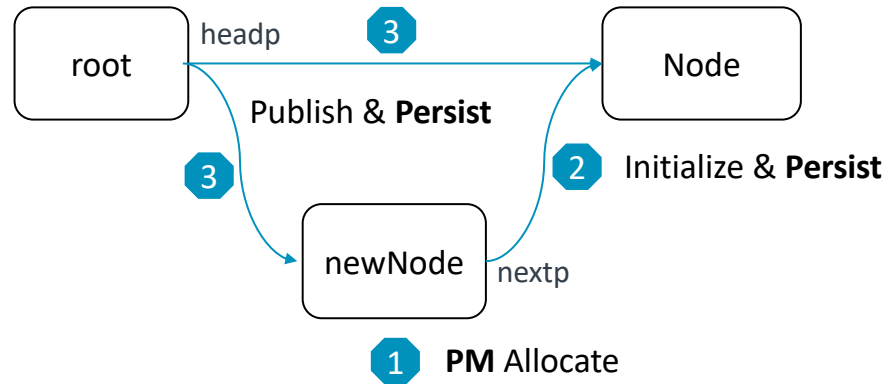 headp
3
root
Node
Publish & Persist
3
2
Initialize & Persist
newNode
nextp
1
PM Allocate